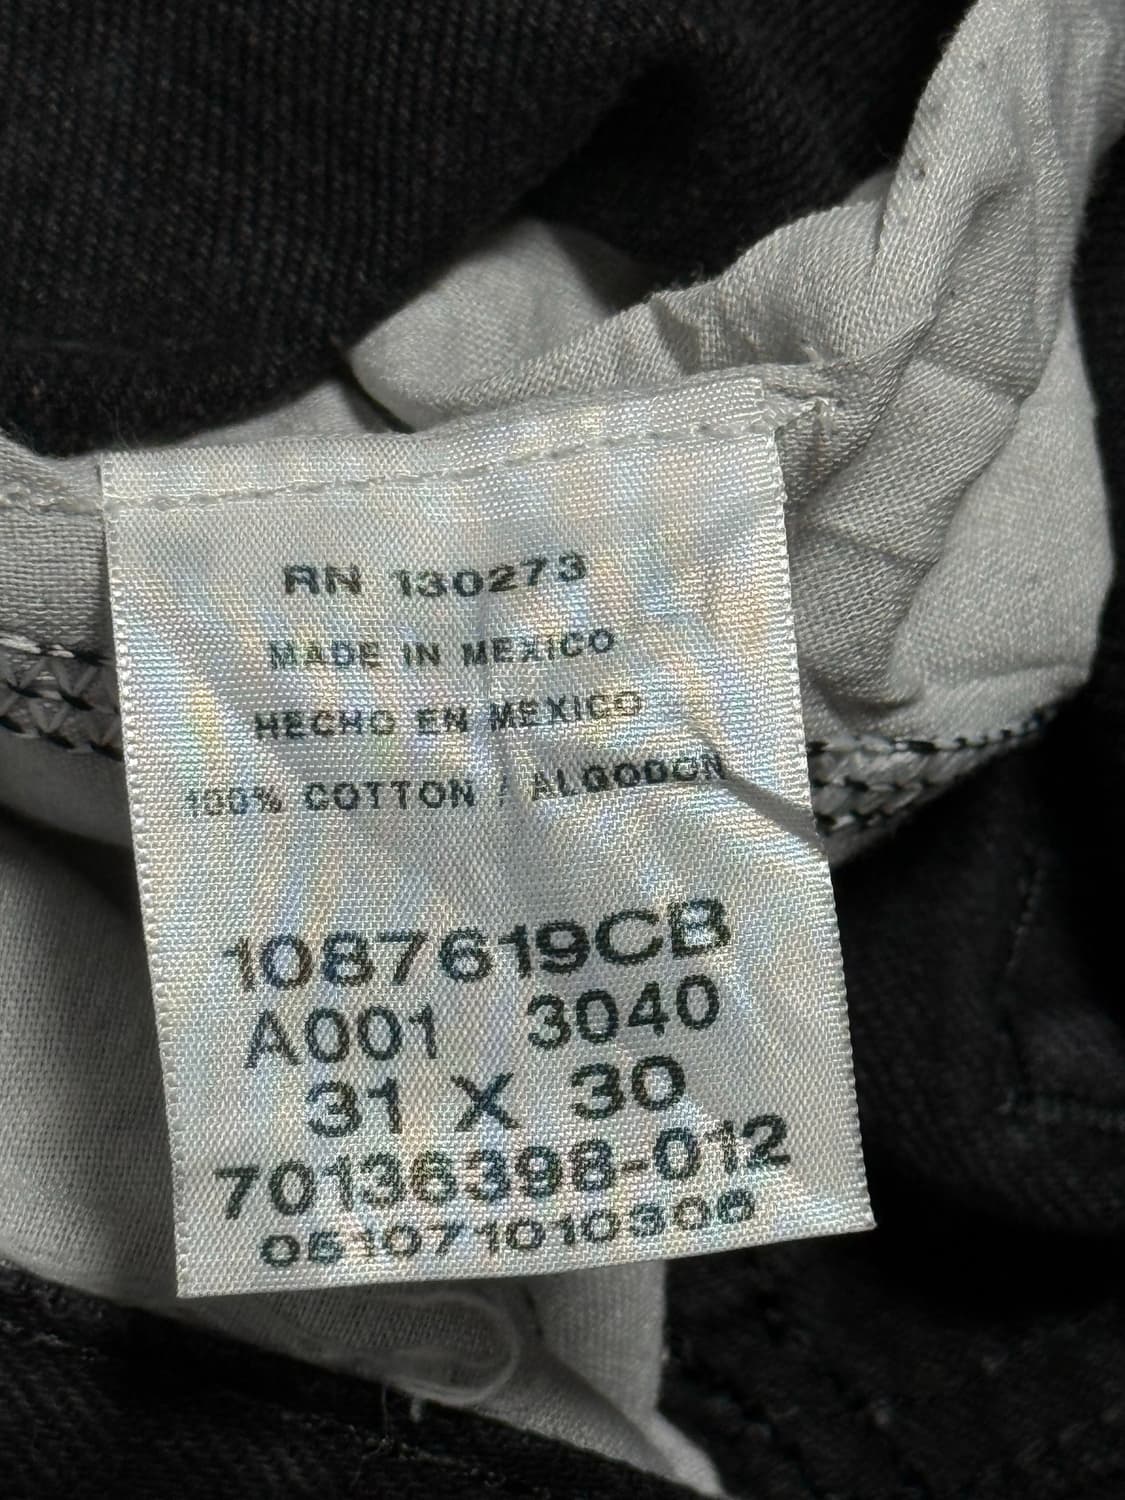 RN 130273
MADE IN MEXICO
HECHO EN MEXICO
100% COTTON / ALGODON
1087619CB
A001 3040
31 X 30
70136398-012
051071010306